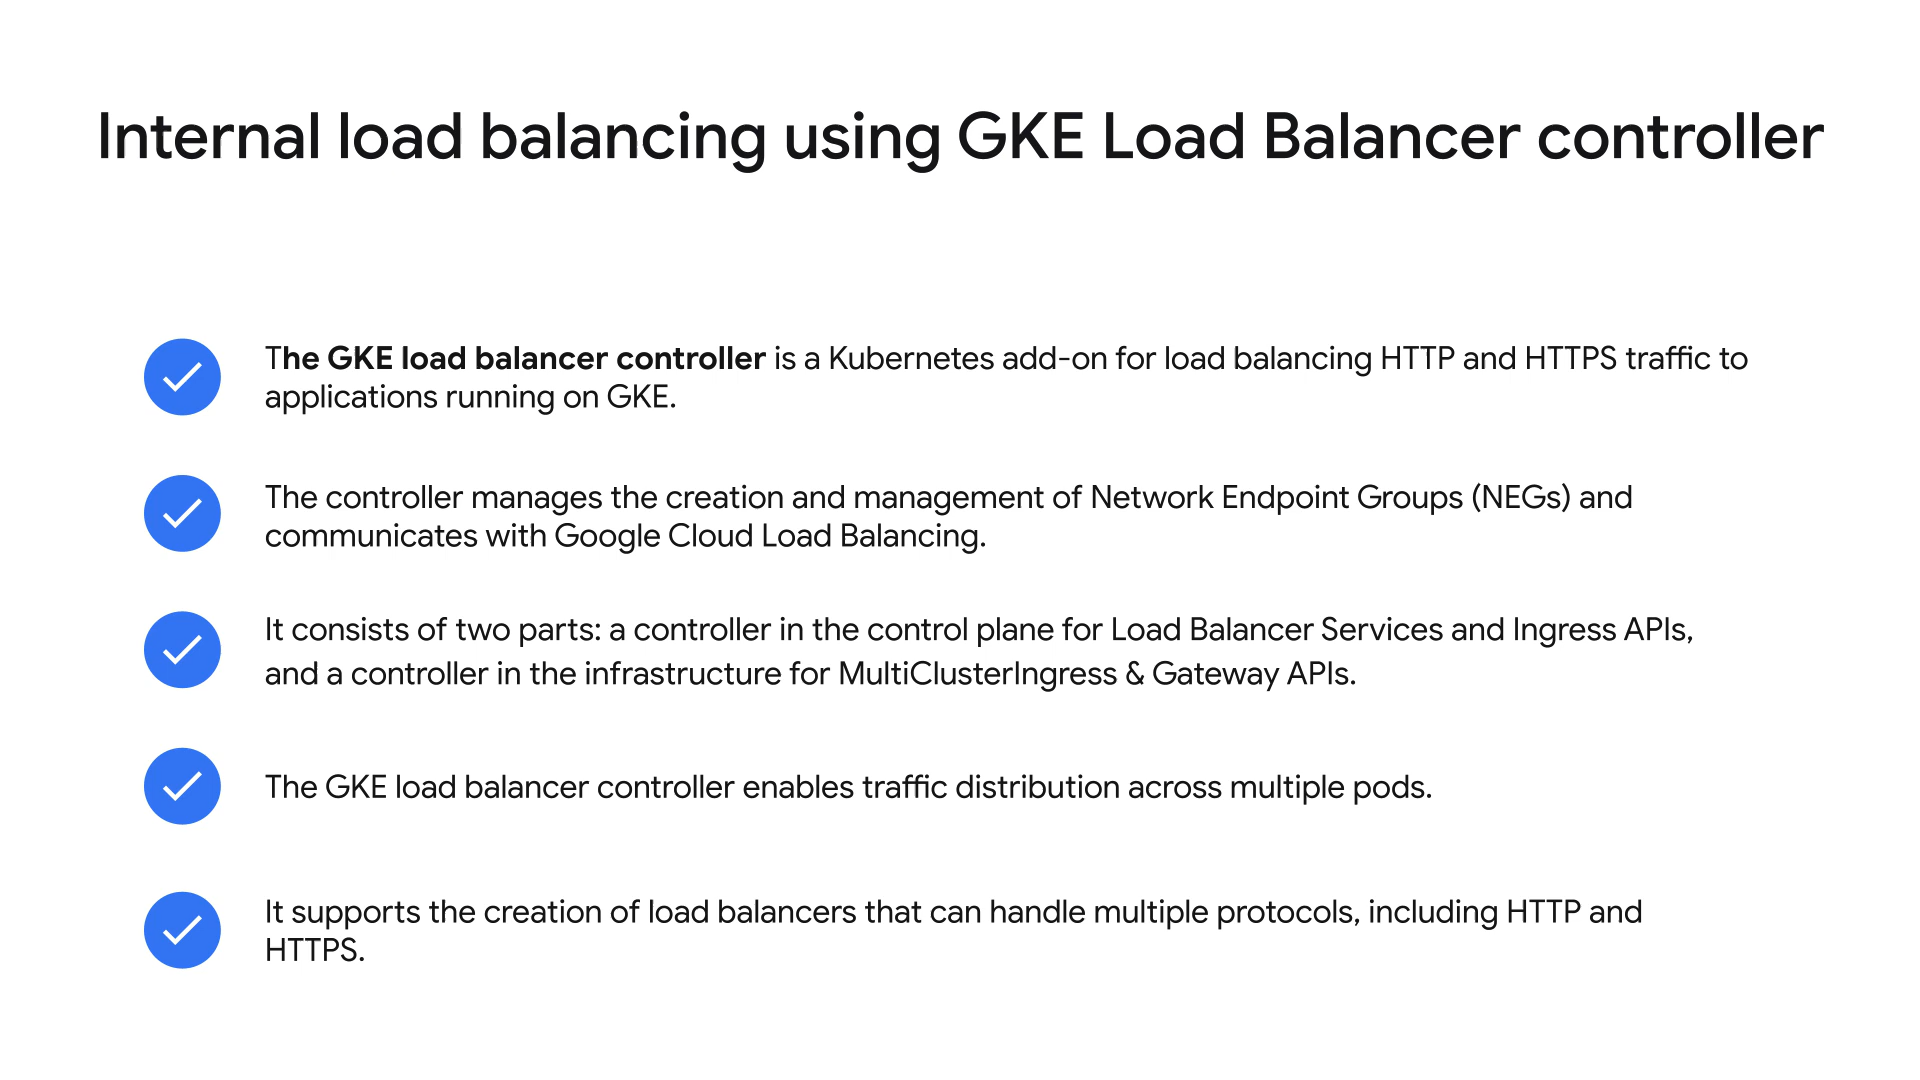 Internal load balancing using GKE Load Balancer controller
The GKE load balancer controller is a Kubernetes add-on for load balancing HTTP and HTTPS traffic to
applications running on GKE.
The controller manages the creation and management of Network Endpoint Groups (NEGs) and
communicates with Google Cloud Load Balancing.
It consists of two parts: a controller in the control plane for Load Balancer Services and Ingress APIs,
and a controller in the infrastructure for MultiClusterIngress & Gateway APIs.
The GKE load balancer controller enables traffic distribution across multiple pods.
It supports the creation of load balancers that can handle multiple protocols, including HTTP and
HTTPS.